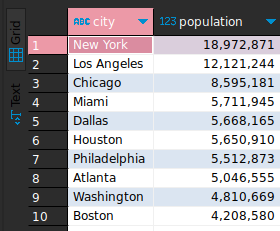 Grid
Text
ABC city 123 population
1 New York 18,972,871
2 Los Angeles 12,121,244
3 Chicago 8,595,181
4 Miami 5,711,945
5 Dallas 5,668,165
6 Houston 5,650,910
7 Philadelphia 5,512,873
8 Atlanta 5,046,555
9 Washington 4,810,669
10 Boston 4,208,580